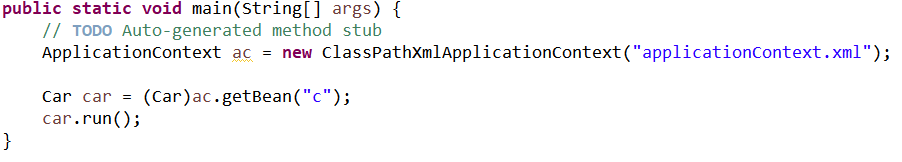 public static void main(String[] args) {
    // TODO Auto-generated method stub
    ApplicationContext ac = new ClassPathXmlApplicationContext("applicationContext.xml");

    Car car = (Car)ac.getBean("c");
    car.run();
}